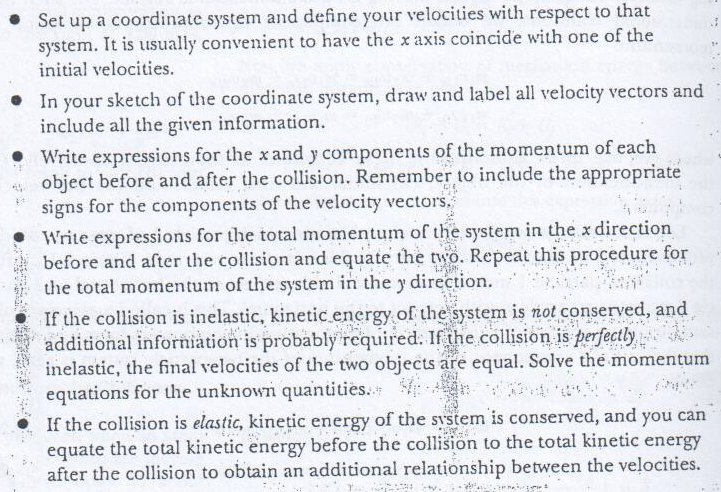 • Set up a coordinate system and define your velocities with respect to that
system. It is usually convenient to have the x axis coincide with one of the
initial velocities.
• In your sketch of the coordinate system, draw and label all velocity vectors and
include all the given information.
• Write expressions for the x and y components of the momentum of each
object before and after the collision. Remember to include the appropriate
signs for the components of the velocity vectors.
• Write expressions for the total momentum of the system in the x direction
before and after the collision and equate the two. Repeat this procedure for
the total momentum of the system in the y direction.
• If the collision is inelastic, kinetic energy of the system is not conserved, and
additional information is probably required. If the collision is perfectly
inelastic, the final velocities of the two objects are equal. Solve the momentum
equations for the unknown quantities.
• If the collision is elastic, kinetic energy of the system is conserved, and you can
equate the total kinetic energy before the collision to the total kinetic energy
after the collision to obtain an additional relationship between the velocities.